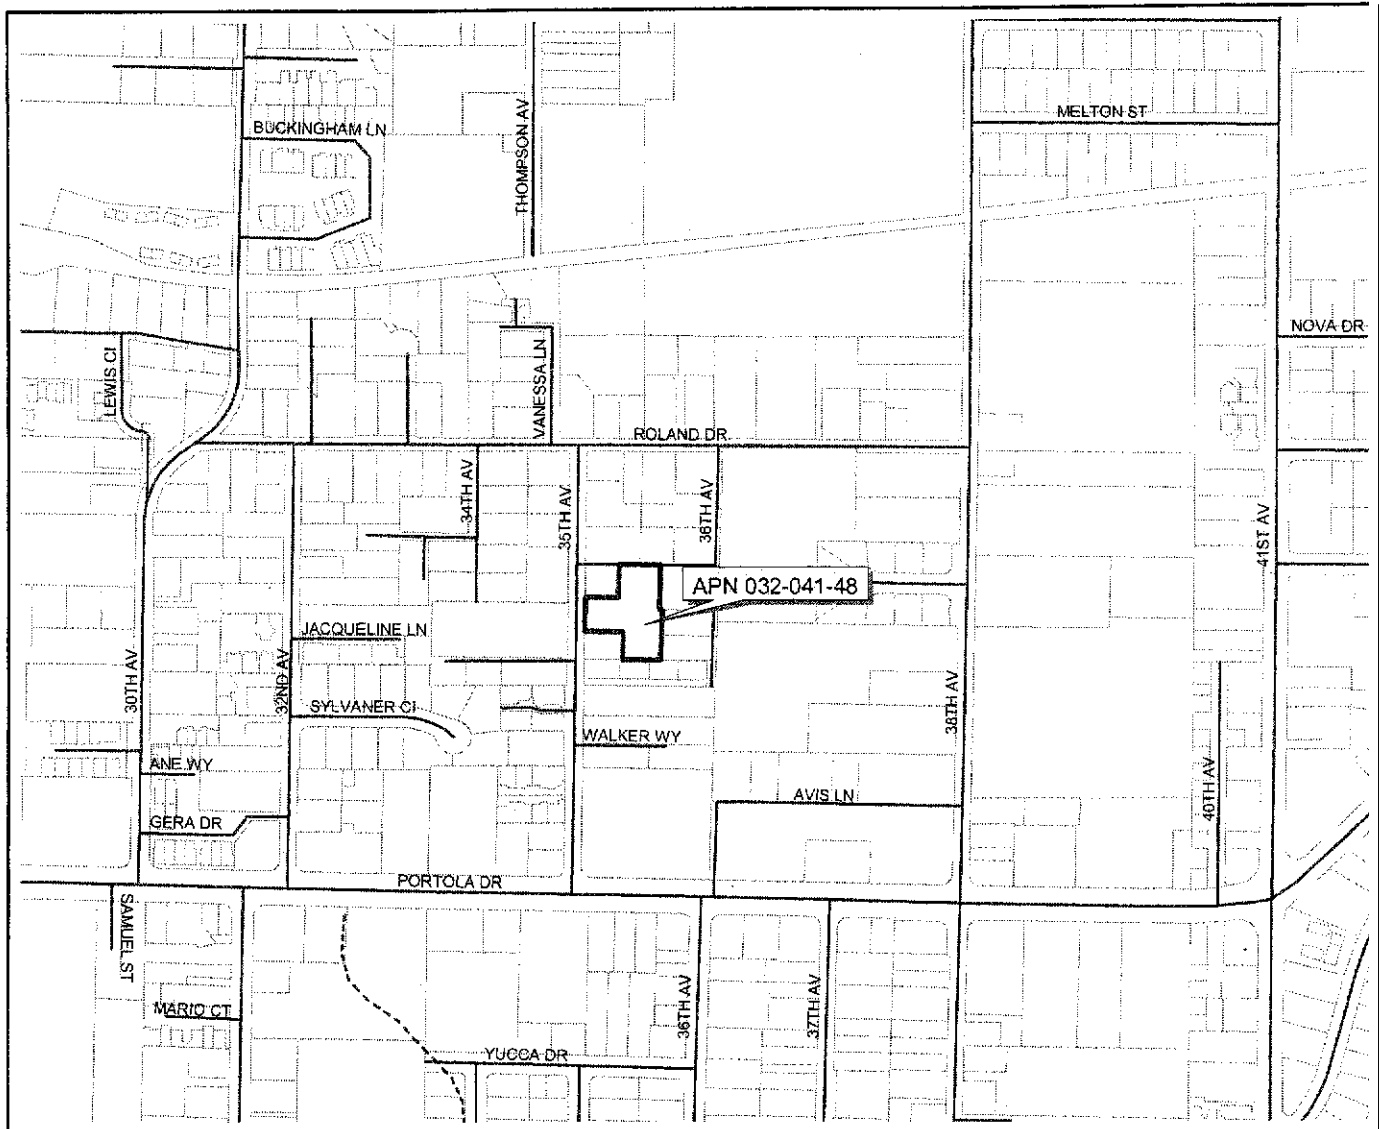 MELTON ST
BUCKINGHAM LN
THOMPSON AV
NOVA DR
LEWIS CI
VANESSA LN
ROLAND DR
34TH AV
35TH AV
36TH AV
41ST AV
APN 032-041-48
JACQUELINE LN
30TH AV
32ND AV
SYLVANER CI
38TH AV
WALKER WY
ANE WY
40TH AV
AVIS LN
GERA DR
PORTOLA DR
SAMUEL ST
MARIO CT
36TH AV
37TH AV
YUCCA DR